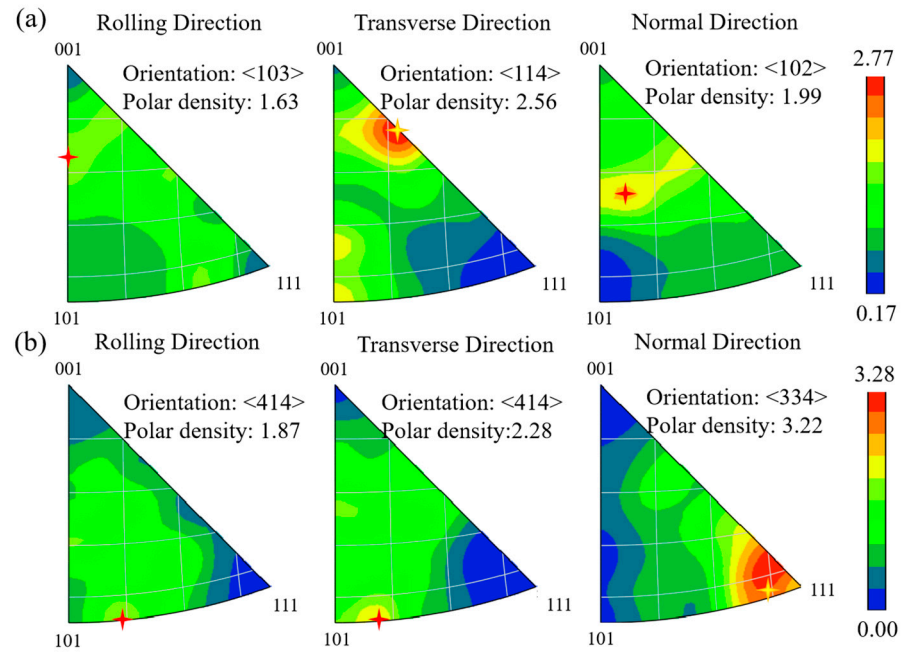 (a)
Rolling Direction
Transverse Direction
Normal Direction
001
Orientation: <103>
Polar density: 1.63
111
101
001
Orientation: <114>
Polar density: 2.56
111
101
001
Orientation: <102>
Polar density: 1.99
111
101
2.77
0.17
(b)
Rolling Direction
Transverse Direction
Normal Direction
001
Orientation: <414>
Polar density: 1.87
111
101
001
Orientation: <414>
Polar density:2.28
111
101
001
Orientation: <334>
Polar density: 3.22
111
101
3.28
0.00